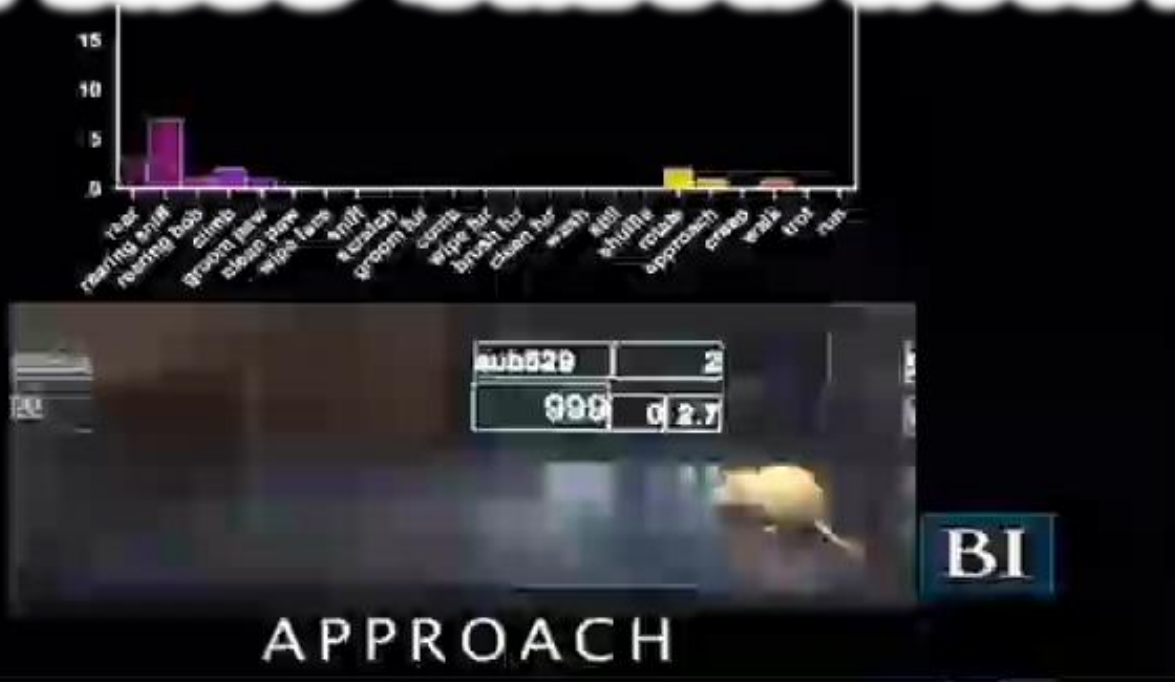 15
10
5
0
rear
rearing sniff
rearing bob
climb
groom paw
clean paw
wipe face
sniff
scratch
groom fur
comb
wipe fur
brush fur
clean fur
wash
still
shuffle
rotate
approach
creep
walk
trot
run
sub529 2
999 0 2.7
BI
APPROACH